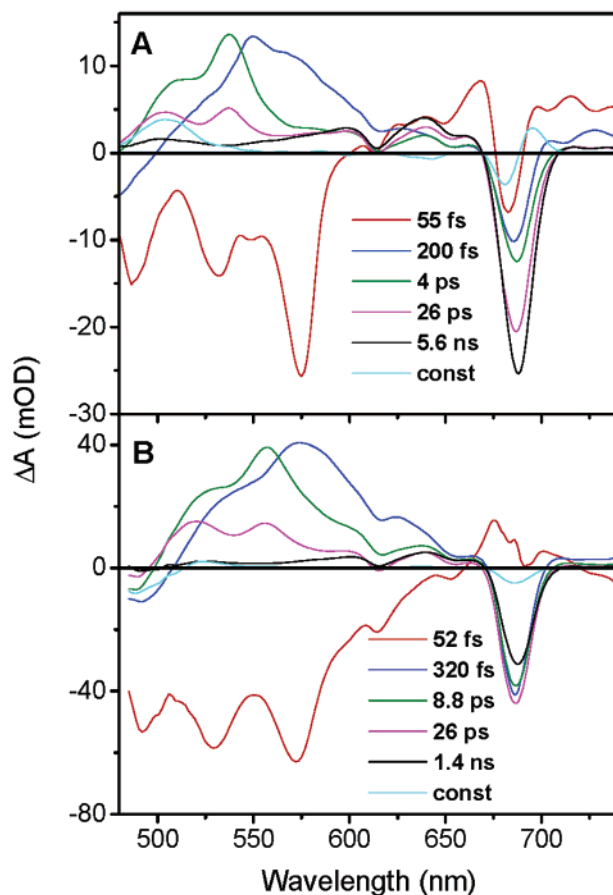 A
10
0
-10
-20
-30
55 fs
200 fs
4 ps
26 ps
5.6 ns
const
ΔA (mOD)
B
40
0
-40
-80
52 fs
320 fs
8.8 ps
26 ps
1.4 ns
const
500 550 600 650 700
Wavelength (nm)